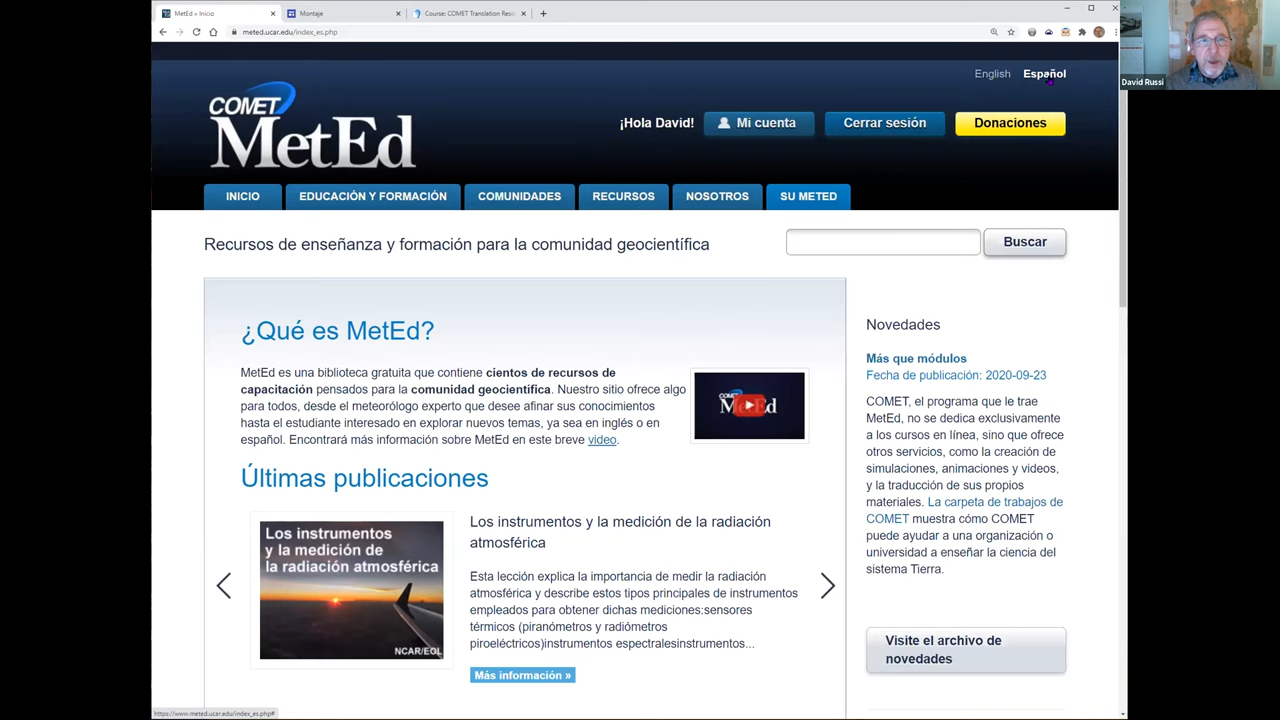 MetEd » Inicio
Montaje
Course: COMET Translation Reso
meted.ucar.edu/index_es.php
David Russi
English Español
COMET
MetEd
¡Hola David! Mi cuenta Cerrar sesión Donaciones
INICIO EDUCACIÓN Y FORMACIÓN COMUNIDADES RECURSOS NOSOTROS SU METED
Recursos de enseñanza y formación para la comunidad geocientífica
Buscar
¿Qué es MetEd?
MetEd es una biblioteca gratuita que contiene cientos de recursos de
capacitación pensados para la comunidad geocientífica. Nuestro sitio ofrece algo
para todos, desde el meteorólogo experto que desee afinar sus conocimientos
hasta el estudiante interesado en explorar nuevos temas, ya sea en inglés o en
español. Encontrará más información sobre MetEd en este breve video.
COMET
MetEd
Últimas publicaciones
Los instrumentos
y la medición de
la radiación atmosférica
NCAR/EOL
Los instrumentos y la medición de la radiación
atmosférica
Esta lección explica la importancia de medir la radiación
atmosférica y describe estos tipos principales de instrumentos
empleados para obtener dichas mediciones:sensores
térmicos (piranómetros y radiómetros
piroeléctricos)instrumentos espectralesinstrumentos...
Más información »
Novedades
Más que módulos
Fecha de publicación: 2020-09-23
COMET, el programa que le trae
MetEd, no se dedica exclusivamente
a los cursos en línea, sino que ofrece
otros servicios, como la creación de
simulaciones, animaciones y videos,
y la traducción de sus propios
materiales. La carpeta de trabajos de
COMET muestra cómo COMET
puede ayudar a una organización o
universidad a enseñar la ciencia del
sistema Tierra.
Visite el archivo de
novedades
https://www.meted.ucar.edu/index_es.php#